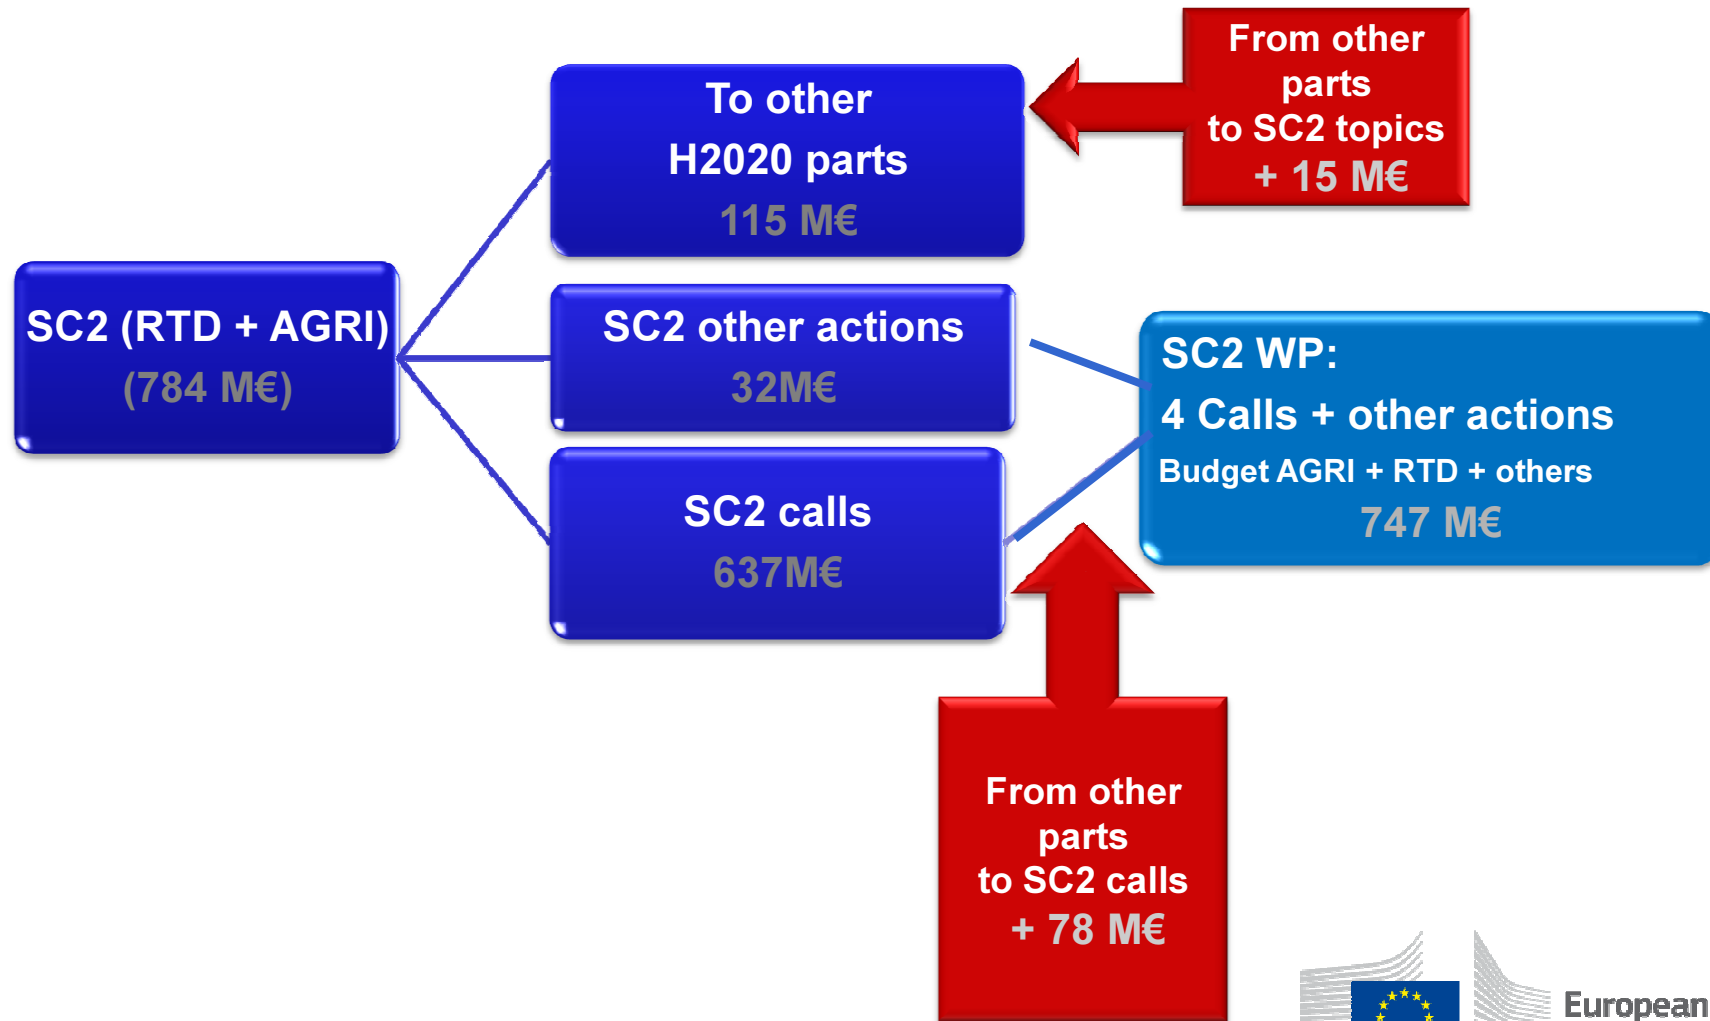 From other
parts
to SC2 topics
+ 15 M€
To other
H2020 parts
115 M€
SC2 (RTD + AGRI)
(784 M€)
SC2 other actions
32M€
SC2 WP:
4 Calls + other actions
Budget AGRI + RTD + others
747 M€
SC2 calls
637M€
From other
parts
to SC2 calls
+ 78 M€
European